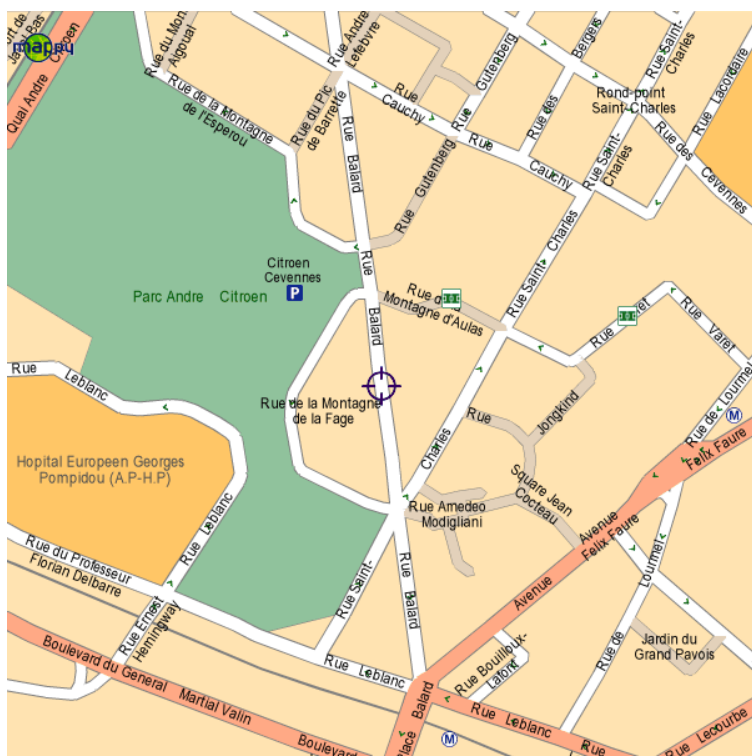 mappy
Port de
Javel Bas
Quai Andre Citroen
Rue du Mont
Aigoual
Rue Andre
Lefebvre
Rue de la Montagne
de l'Esperou
Rue du Pic
de Barrette
Rue
Cauchy
Rue Gutenberg
Rue des
Bergers
Rue Saint-
Charles
Rue Lacordaire
Rond-point
Saint-Charles
Rue des Cevennes
Rue Balard
Rue Gutenberg
Rue
Cauchy
Rue Saint-
Charles
Rue
Balard
Citroen
Cevennes
P
Parc Andre Citroen
Rue de la
Montagne d'Aulas
Rue Saint Charles
Rue Varet
Rue Leblanc
Rue de la Montagne
de la Fage
Charles
Rue
Jongkind
Rue de Lourmel
M
Felix Faure
Hopital Europeen Georges
Pompidou (A.P-H.P)
Rue Leblanc
Rue Amedeo
Modigliani
Square Jean
Cocteau
Avenue
Felix Faure
Rue du Professeur
Florian Delbarre
Rue Saint-
Rue Balard
Avenue
Rue de Lourmel
Rue Ernest
Hemingway
Boulevard du General Martial Valin
Rue Leblanc
Rue Bouilloux-
Lafont
Jardin du
Grand Pavois
Boulevard
Place Balard
M
Rue Leblanc
Rue Lecourbe